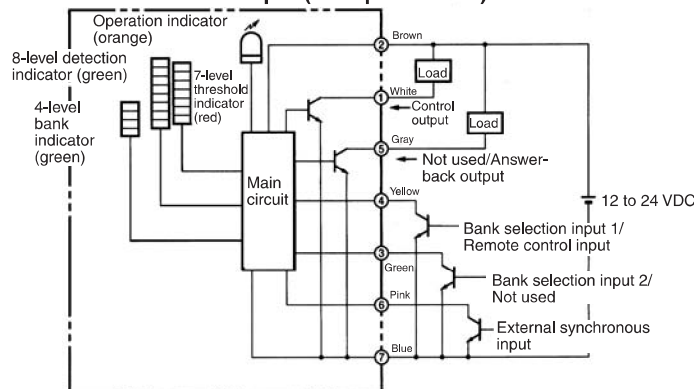 Operation indicator
(orange)
8-level detection
indicator (green)
7-level
threshold
indicator
(red)
4-level
bank
indicator
(green)
Main
circuit
2
Brown
Load
1
White
Control
output
Load
5
Gray
Not used/Answer-
back output
4
Yellow
12 to 24 VDC
Bank selection input 1/
Remote control input
3
Green
Bank selection input 2/
Not used
6
Pink
External synchronous
input
7
Blue